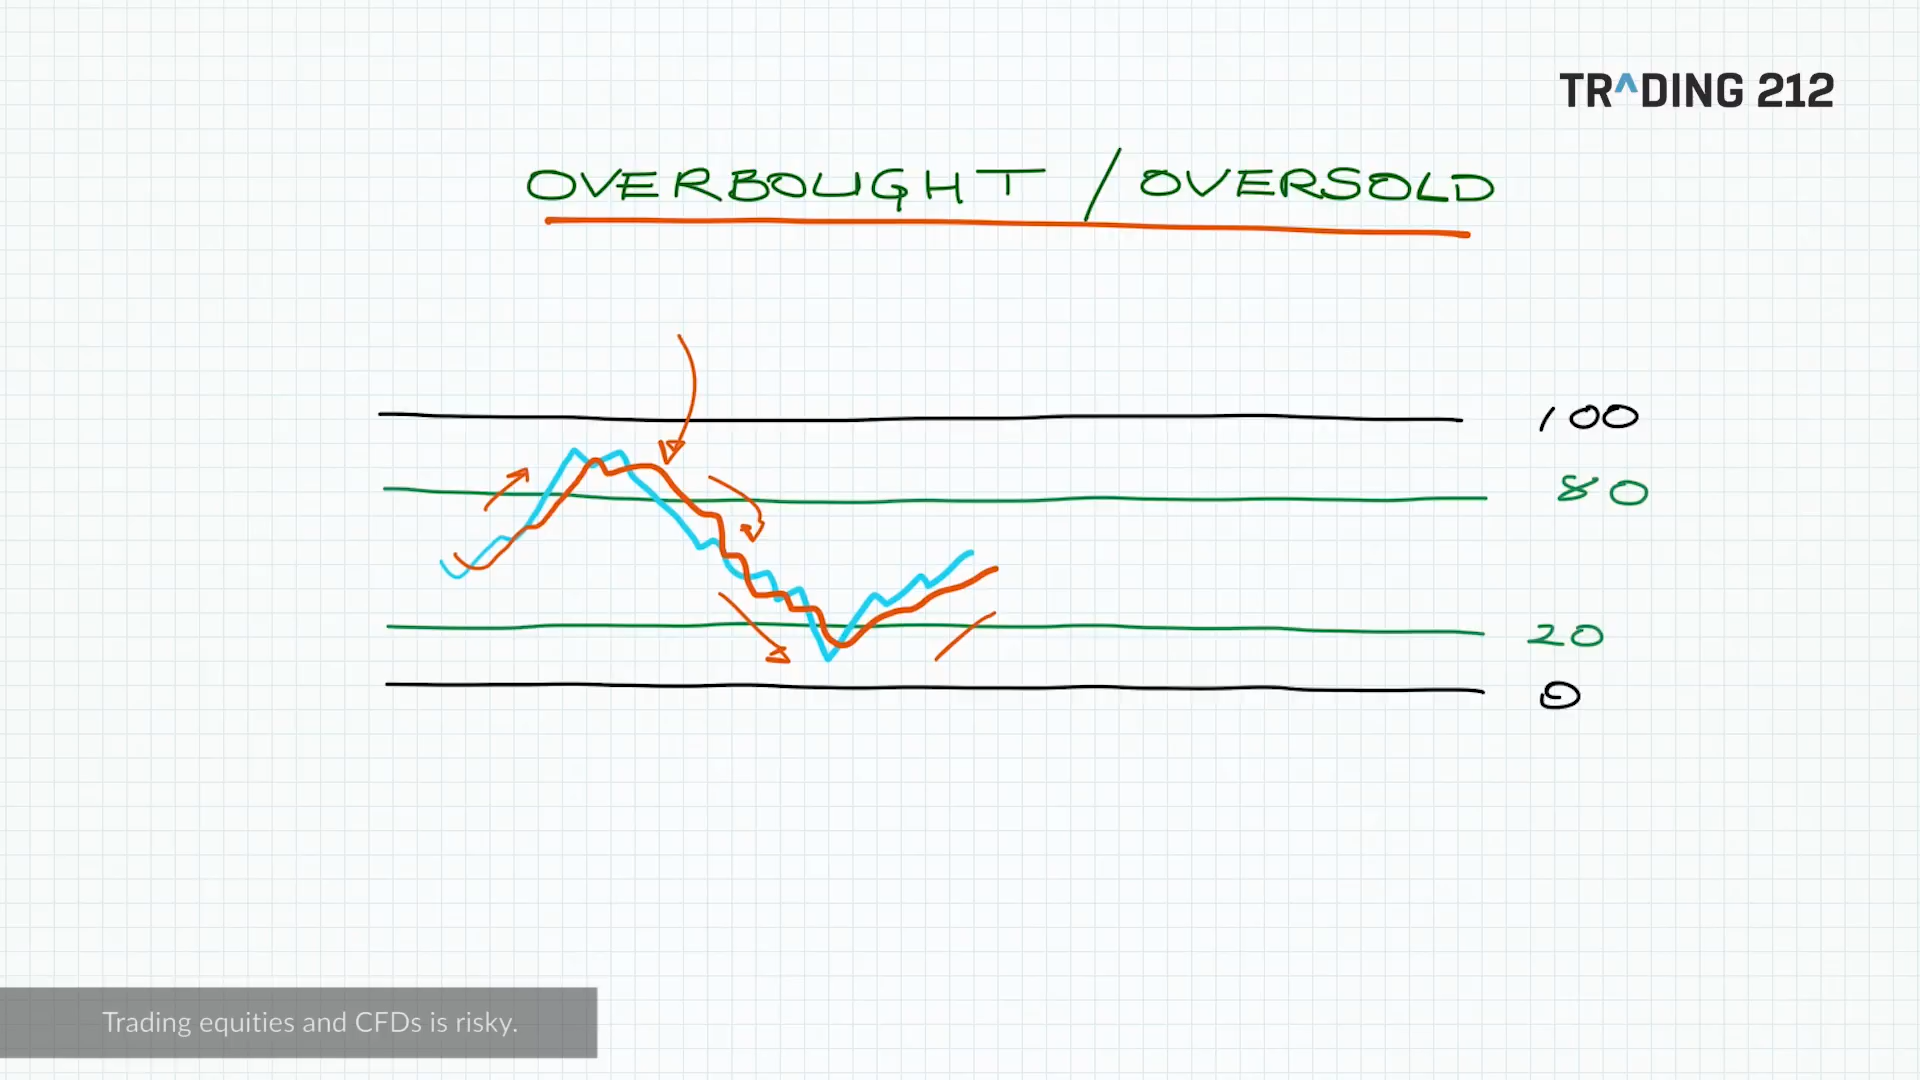 TRADING 212
OVERBOUGHT / OVERSOLD
100
80
20
0
Trading equities and CFDs is risky.